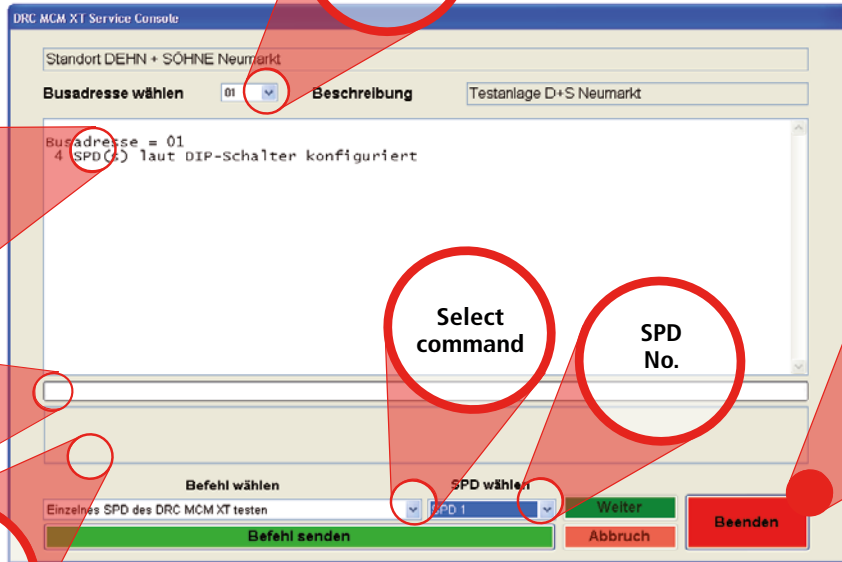 DRC MCM XT Service Console
Standort DEHN + SÖHNE Neumarkt
Busadresse wählen 01 Beschreibung Testanlage D+S Neumarkt
Busadresse = 01
4 SPD(s) laut DIP-Schalter konfiguriert
Select
command
SPD
No.
Befehl wählen SPD wählen
Einzelnes SPD des DRC MCM XT testen SPD 1 Weiter
Beenden
Befehl senden Abbruch